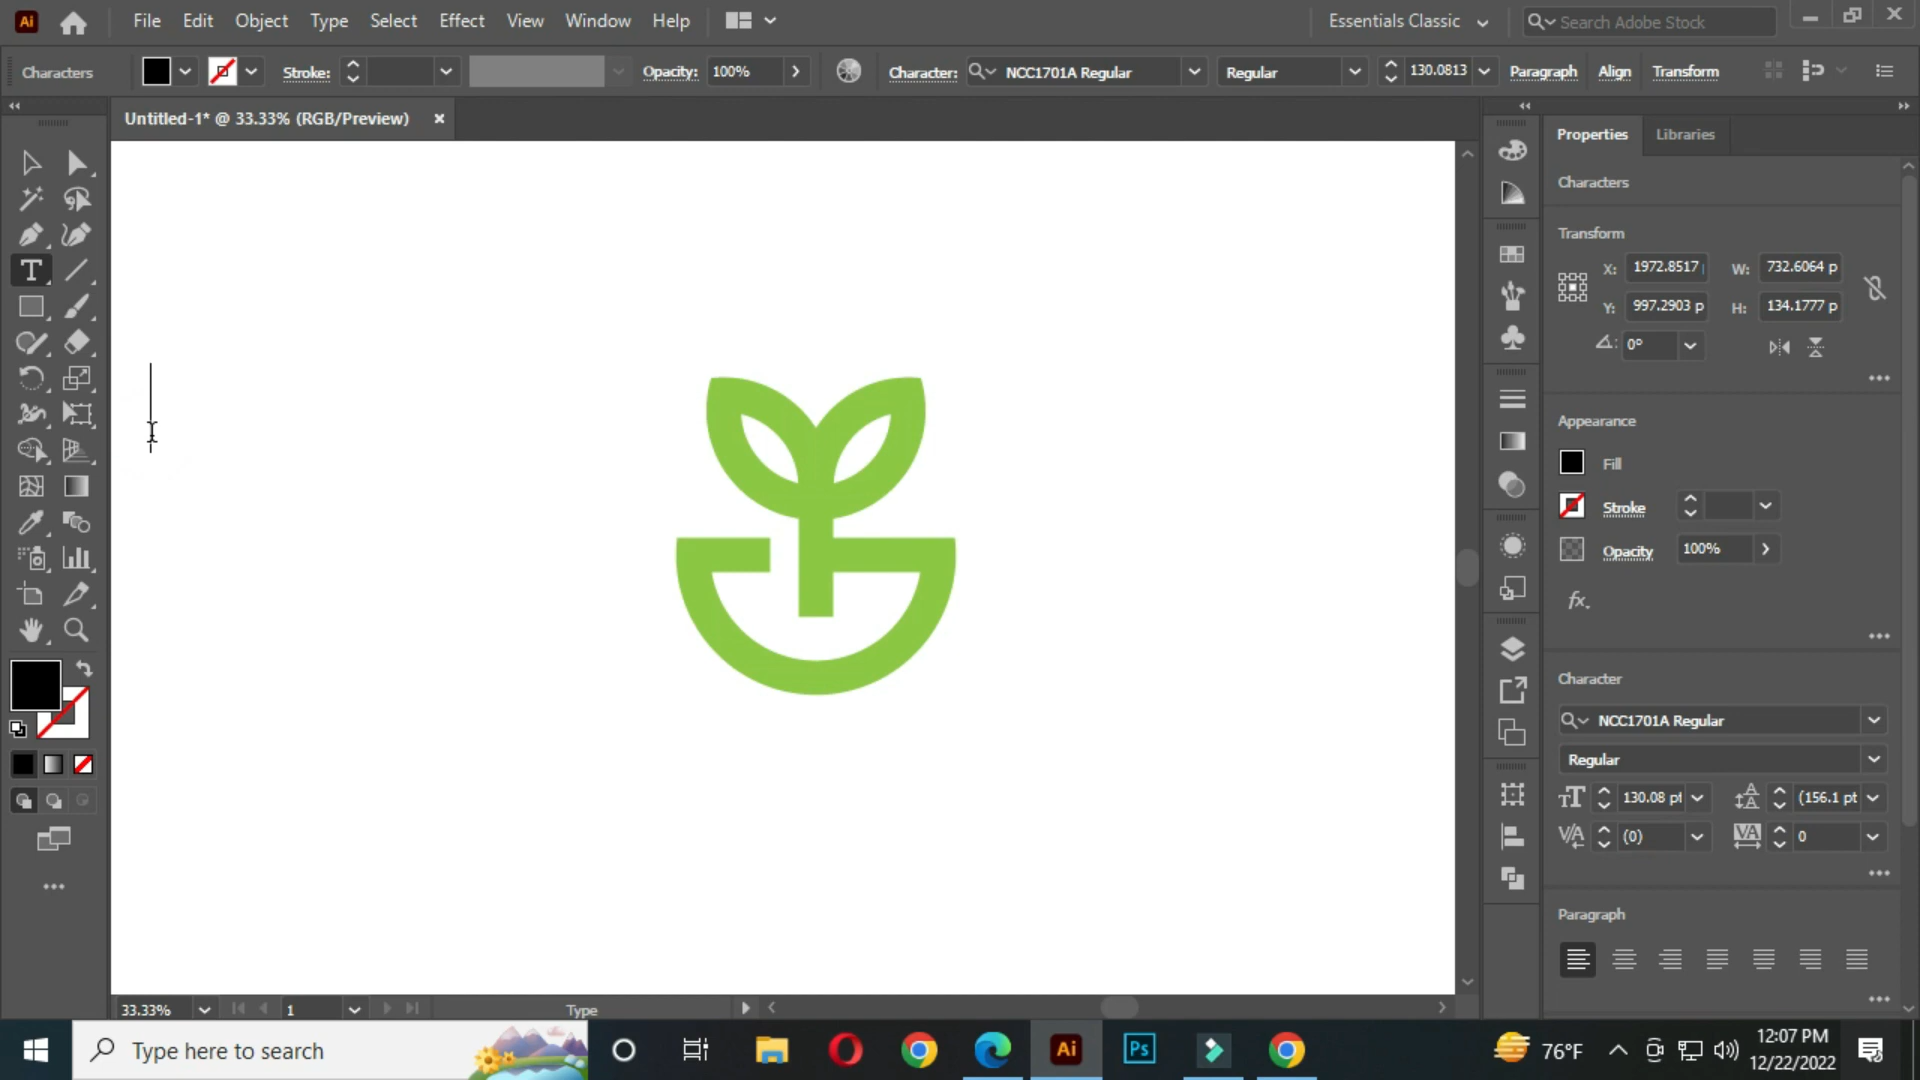 Ai File Edit Object Type Select Effect View Window Help Essentials Classic Search Adobe Stock
Characters Stroke: Opacity: 100% Character: NCC1701A Regular Regular 130.0813 Paragraph Align Transform
Untitled-1* @ 33.33% (RGB/Preview)
Properties Libraries
Characters
Transform
X: 1972.8517 W: 732.6064 p
Y: 997.2903 p H: 134.1777 p
0°
Appearance
Fill
Stroke
Opacity 100%
fx
Character
NCC1701A Regular
Regular
130.08 pt (156.1 pt
(0) 0
Paragraph
33.33% 1 Type
Type here to search Ai Ps 76°F 12:07 PM
12/22/2022